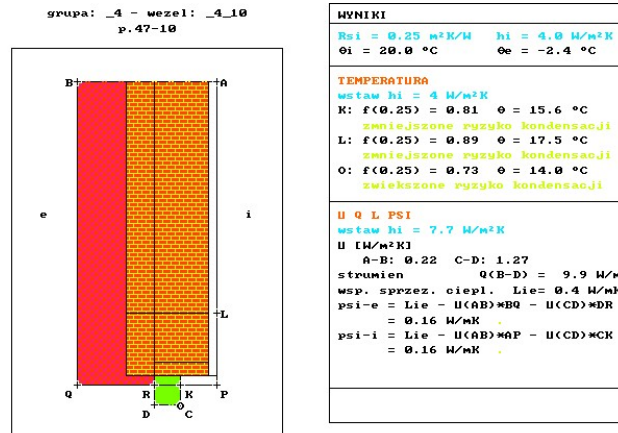 grupa: _4 - wezel: _4_10
p.47-10
B
A
e
i
L
Q
R
K
P
D
O
C
WYNIKI
Rsi = 0.25 m²K/W hi = 4.0 W/m²K
θi = 20.0 °C θe = -2.4 °C
TEMPERATURA
wstaw hi = 4 W/m²K
K: f(0.25) = 0.81 θ = 15.6 °C
zmniejszone ryzyko kondensacji
L: f(0.25) = 0.89 θ = 17.5 °C
zmniejszone ryzyko kondensacji
O: f(0.25) = 0.73 θ = 14.0 °C
zwiekszone ryzyko kondensacji
U Q L PSI
wstaw hi = 7.7 W/m²K
U [W/m²K]
A-B: 0.22 C-D: 1.27
strumien Q(B-D) = 9.9 W/m
wsp. sprzez. ciepl. Lie= 0.4 W/mK
psi-e = Lie - U(AB)*BQ - U(CD)*DR
= 0.16 W/mK .
psi-i = Lie - U(AB)*AP - U(CD)*CK
= 0.16 W/mK .